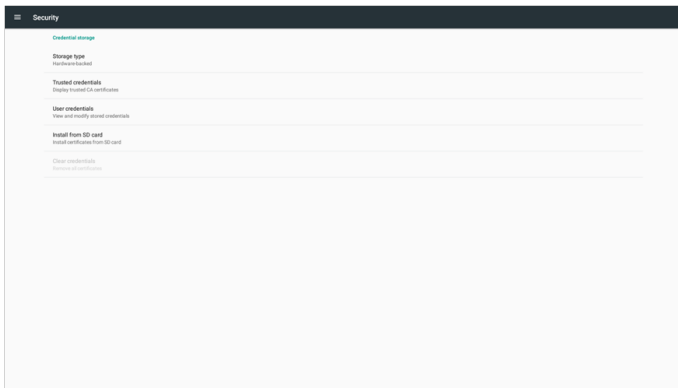 Security
Credential storage
Storage type
Hardware-backed
Trusted credentials
Display trusted CA certificates
User credentials
View and modify stored credentials
Install from SD card
Install certificates from SD card
Clear credentials
Remove all certificates